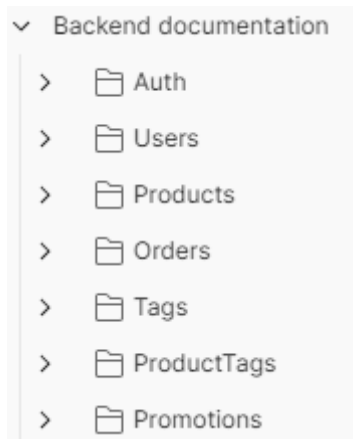 Backend documentation
Auth
Users
Products
Orders
Tags
ProductTags
Promotions